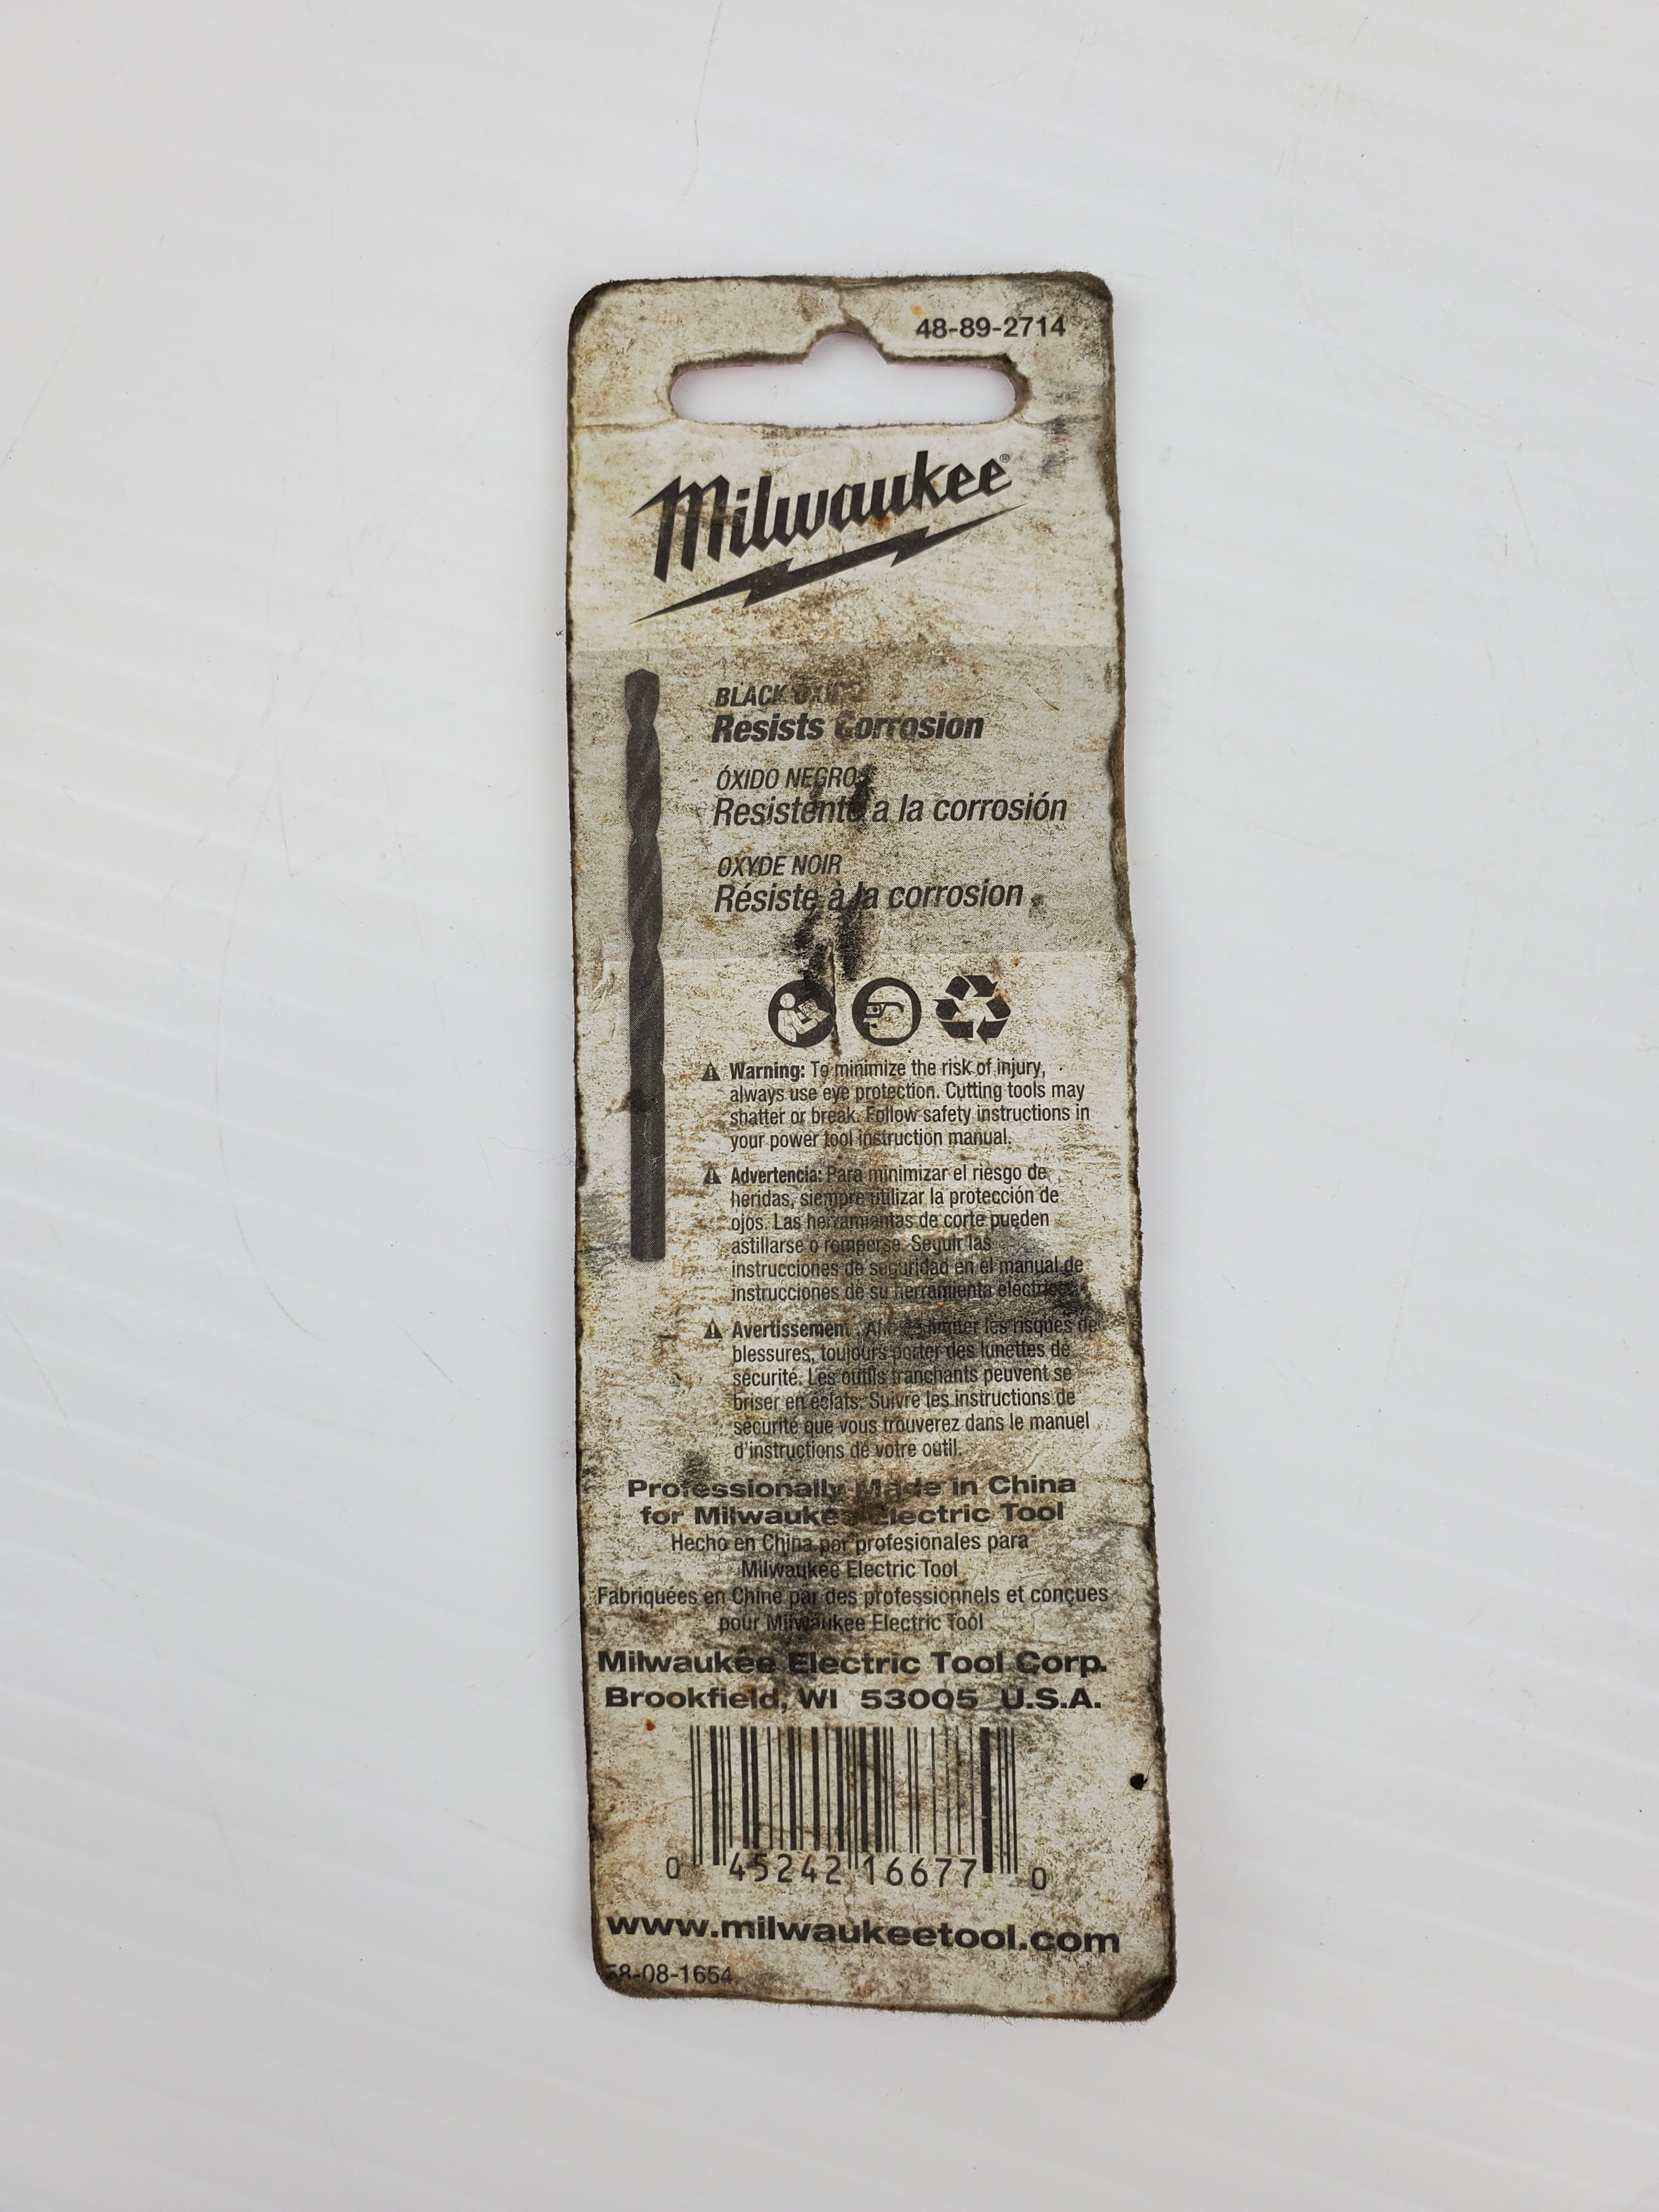 48-89-2714
Milwaukee®
BLACK OXIDE
Resists Corrosion
ÓXIDO NEGRO
Resistente a la corrosión
OXYDE NOIR
Résiste à la corrosion
Warning: To minimize the risk of injury,
always use eye protection. Cutting tools may
shatter or break. Follow safety instructions in
your power tool instruction manual.
Advertencia: Para minimizar el riesgo de
heridas, siempre utilizar la protección de
ojos. Las herramientas de corte pueden
astillarse o romperse. Seguir las
instrucciones de seguridad en el manual de
instrucciones de su herramienta eléctrica.
Avertissement : Afin de limiter les risques de
blessures, toujours porter des lunettes de
sécurité. Les outils tranchants peuvent se
briser en éclats. Suivre les instructions de
sécurité que vous trouverez dans le manuel
d'instructions de votre outil.
Professionally Made in China
for Milwaukee Electric Tool
Hecho en China por profesionales para
Milwaukee Electric Tool
Fabriquées en Chine par des professionnels et conçues
pour Milwaukee Electric Tool
Milwaukee Electric Tool Corp.
Brookfield, WI 53005 U.S.A.
0 45242 16677 0
www.milwaukeetool.com
58-08-1654